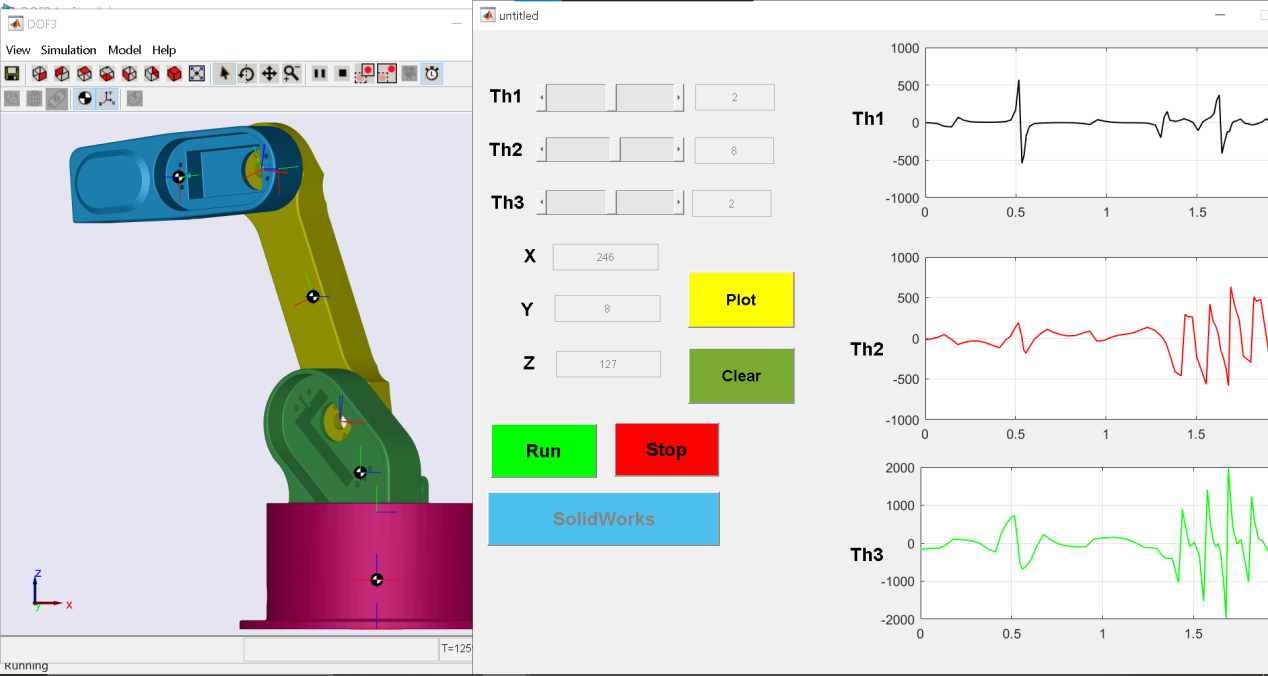 DOF3
untitled
View Simulation Model Help
Th1
2
Th2
8
Th3
2
X
246
Y
8
Z
127
Plot
Clear
Run
Stop
SolidWorks
Th1
1000
500
0
-500
-1000
0 0.5 1 1.5
Th2
1000
500
0
-500
-1000
0 0.5 1 1.5
Th3
2000
1000
0
-1000
-2000
0 0.5 1 1.5
z
y
x
T=125
Running